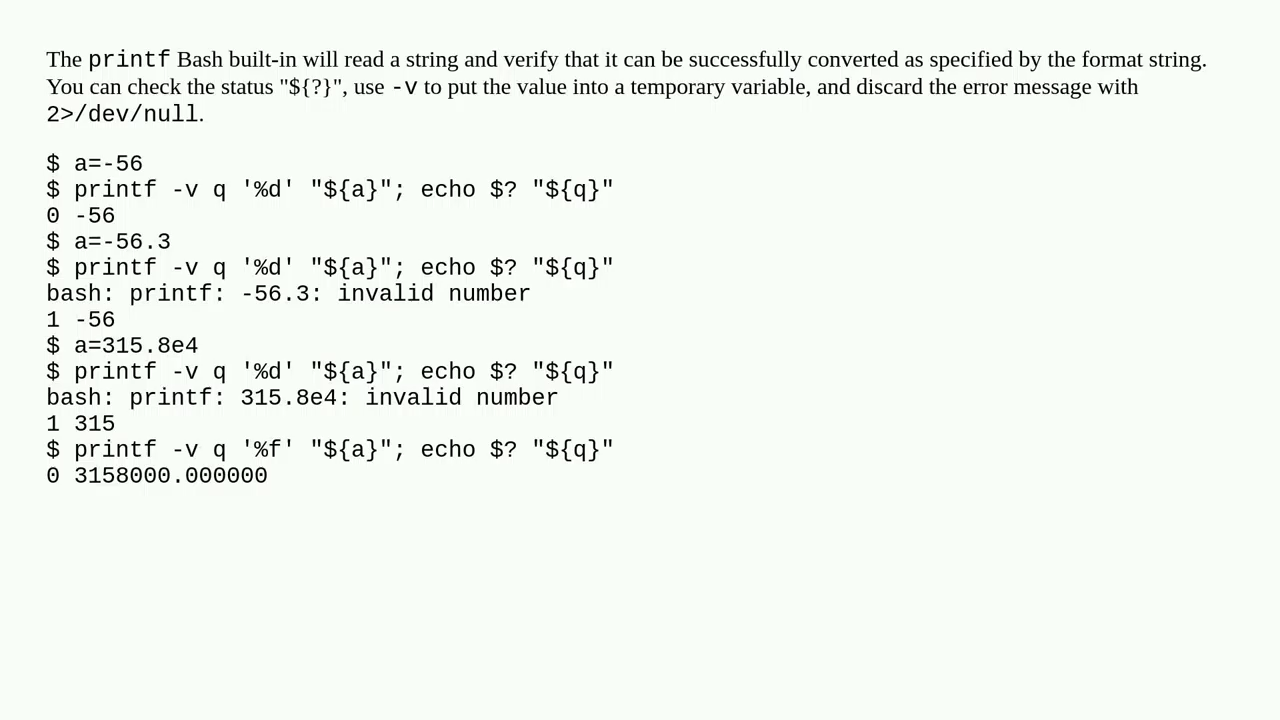 The printf Bash built-in will read a string and verify that it can be successfully converted as specified by the format string.
You can check the status "${?}", use -v to put the value into a temporary variable, and discard the error message with
2>/dev/null.
$ a=-56
$ printf -v q '%d' "${a}"; echo $? "${q}"
0 -56
$ a=-56.3
$ printf -v q '%d' "${a}"; echo $? "${q}"
bash: printf: -56.3: invalid number
1 -56
$ a=315.8e4
$ printf -v q '%d' "${a}"; echo $? "${q}"
bash: printf: 315.8e4: invalid number
1 315
$ printf -v q '%f' "${a}"; echo $? "${q}"
0 3158000.000000